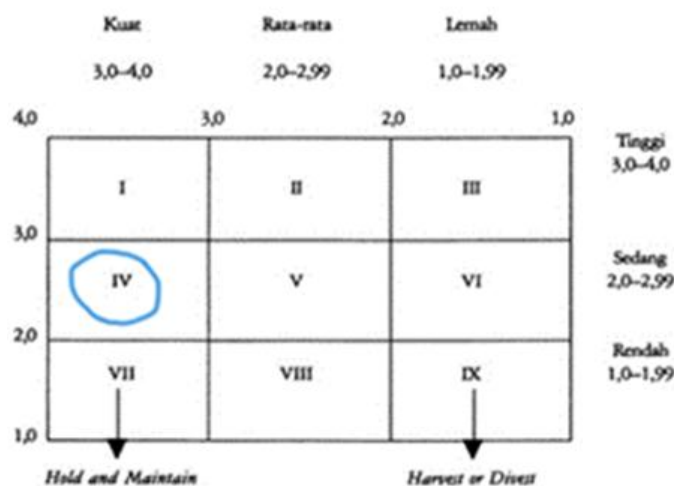 Kuat Rata-rata Lemah
3,0–4,0 2,0–2,99 1,0–1,99
4,0 3,0 2,0 1,0
Tinggi
3,0–4,0
I II III
3,0
Sedang
2,0–2,99
IV V VI
2,0
Rendah
1,0–1,99
VII VIII IX
1,0
Hold and Maintain Harvest or Divest